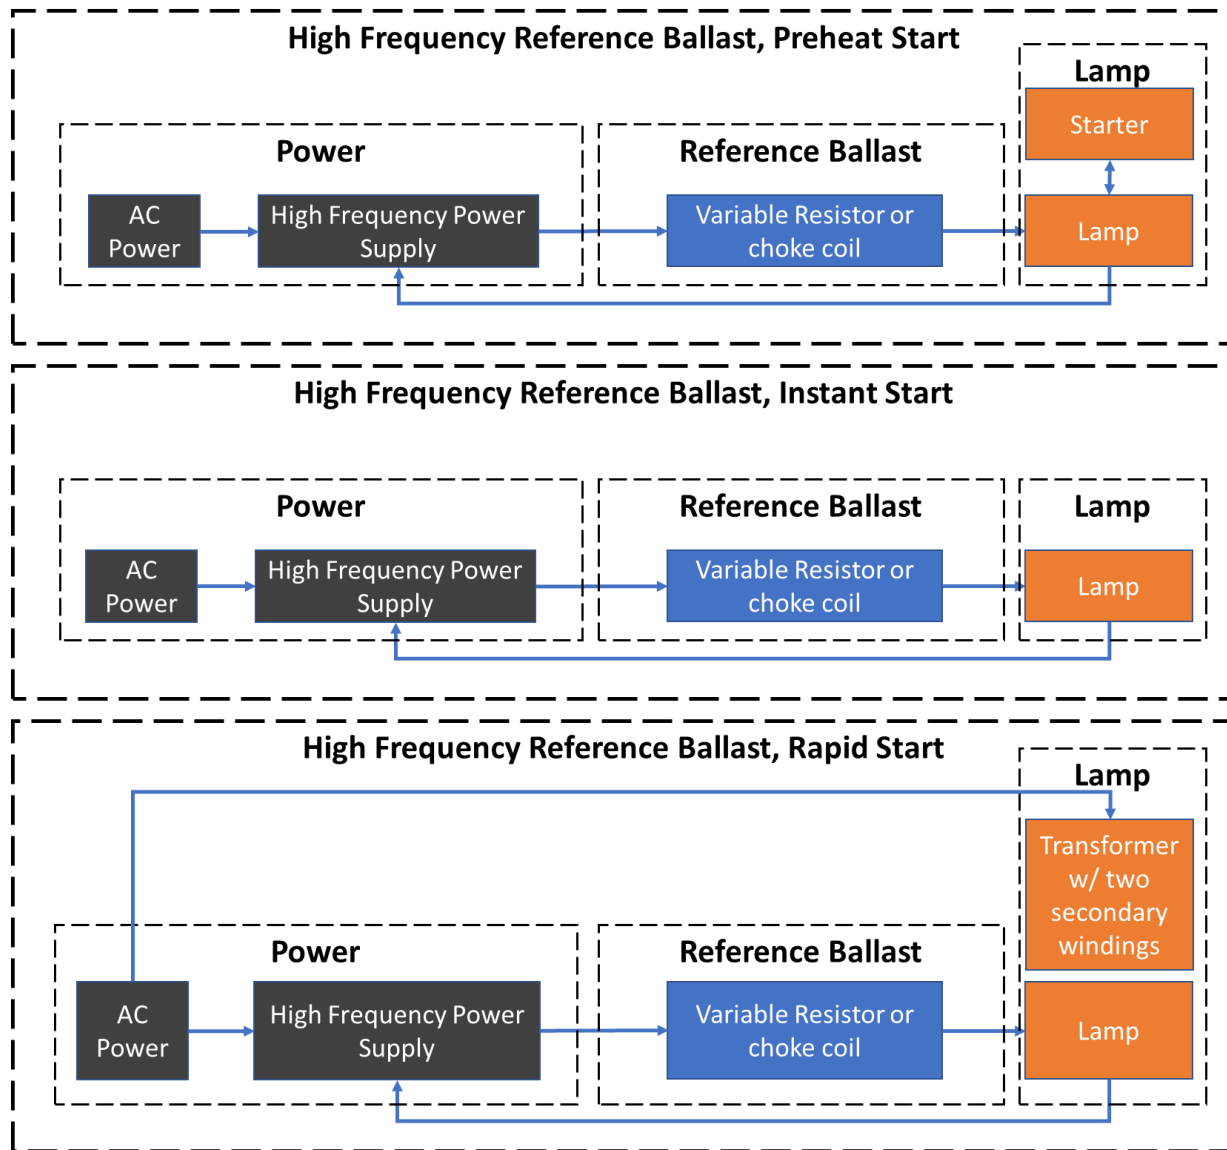 High Frequency Reference Ballast, Preheat Start
Lamp
Starter
Power
Reference Ballast
AC
Power
High Frequency Power
Supply
Variable Resistor or
choke coil
Lamp
High Frequency Reference Ballast, Instant Start
Power
Reference Ballast
Lamp
AC
Power
High Frequency Power
Supply
Variable Resistor or
choke coil
Lamp
High Frequency Reference Ballast, Rapid Start
Lamp
Transformer
w/ two
secondary
windings
Power
Reference Ballast
AC
Power
High Frequency Power
Supply
Variable Resistor or
choke coil
Lamp